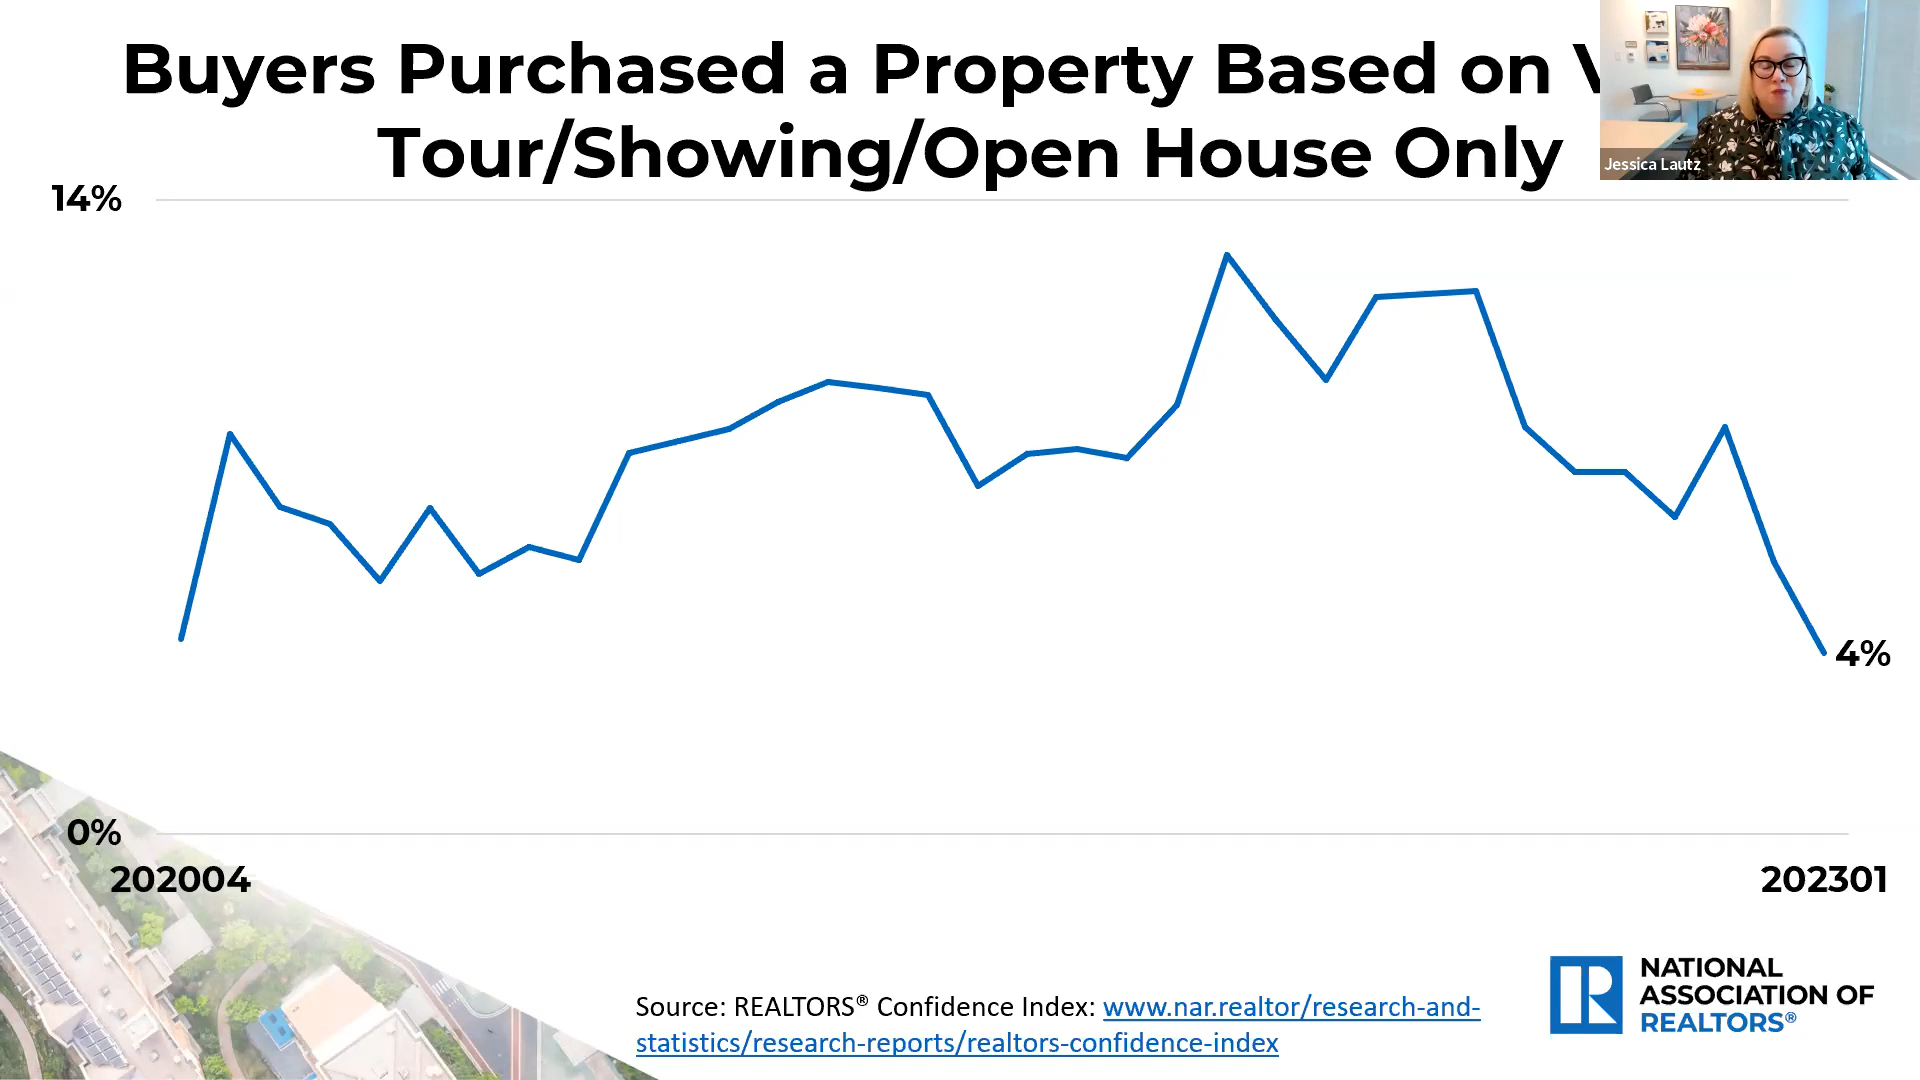 Buyers Purchased a Property Based on
Tour/Showing/Open House Only
Jessica Lautz
14%
4%
0%
202004
202301
Source: REALTORS® Confidence Index: www.nar.realtor/research-and-
statistics/research-reports/realtors-confidence-index
NATIONAL
ASSOCIATION OF
REALTORS®